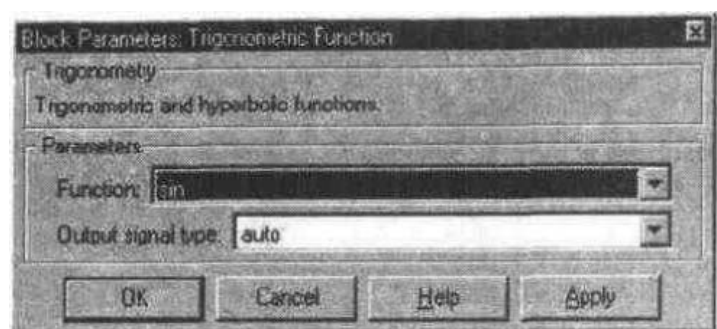 Block Parameters: Trigonometric Function
Trigonometry
Trigonometric and hyperbolic functions.
Parameters
Function: sin
Output signal type: auto
OK Cancel Help Apply